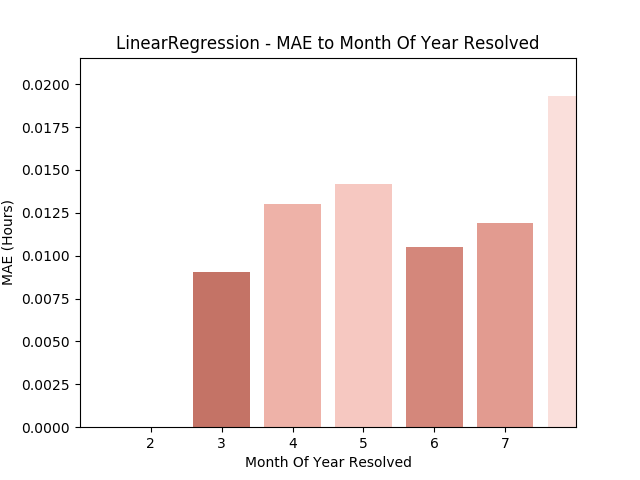 LinearRegression - MAE to Month Of Year Resolved
0.0200
0.0175
0.0150
0.0125
0.0100
0.0075
0.0050
0.0025
0.0000
MAE (Hours)
2 3 4 5 6 7
Month Of Year Resolved